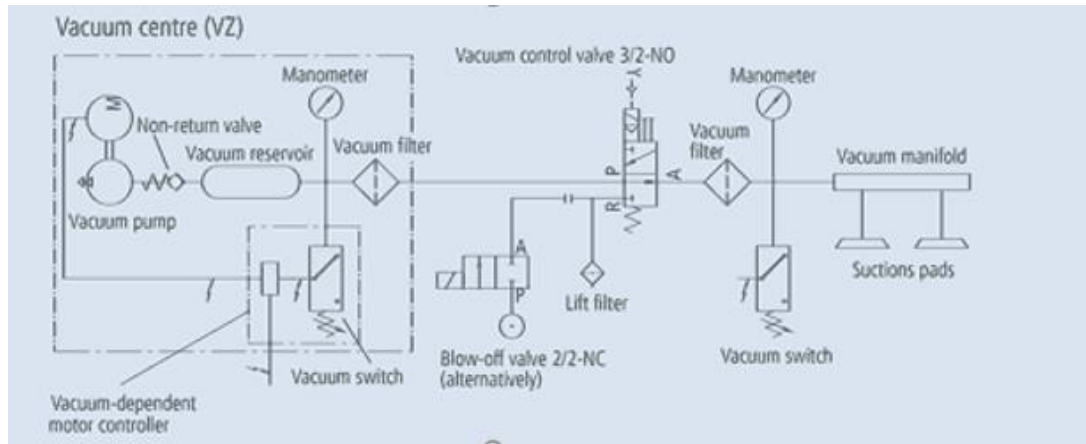 Vacuum centre (VZ)
Vacuum control valve 3/2-NO
Manometer
Manometer
M
Non-return valve
Vacuum reservoir
Vacuum filter
Vacuum
filter
Vacuum manifold
P
A
R
Vacuum pump
A
P
Lift filter
Suctions pads
Blow-off valve 2/2-NC
(alternatively)
Vacuum switch
Vacuum switch
Vacuum-dependent
motor controller